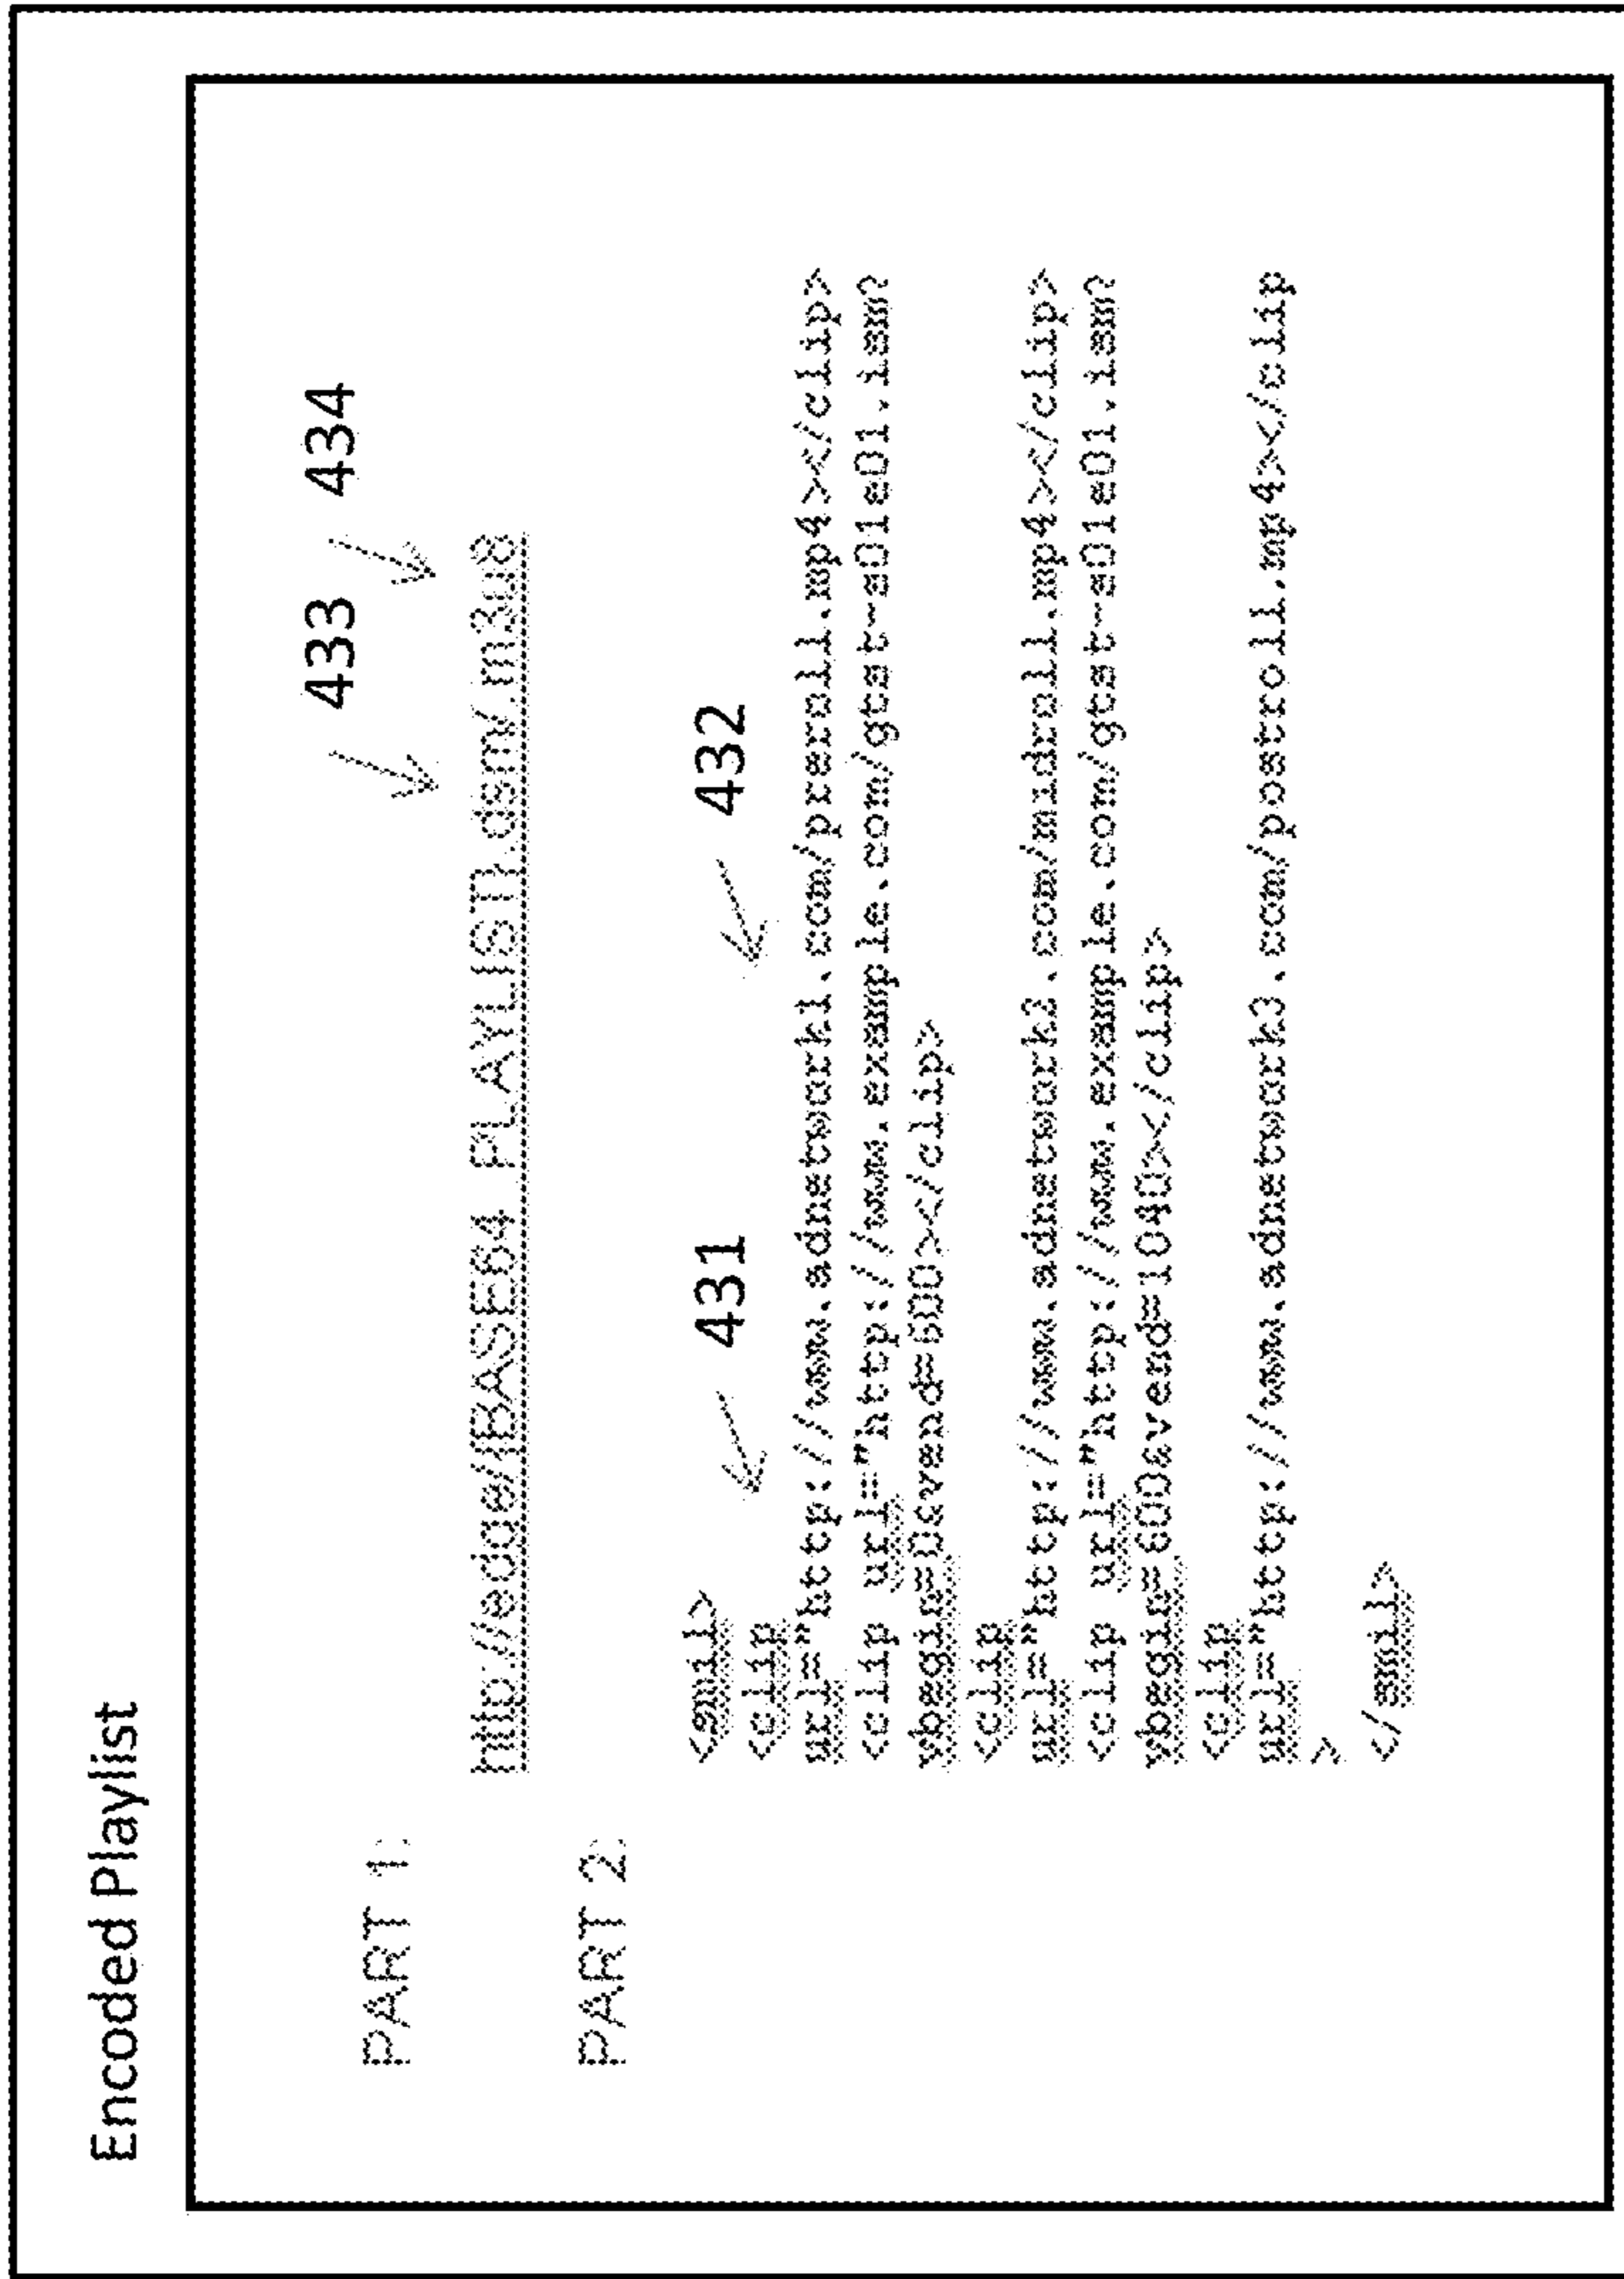 Encoded Playlist
PART 1:
433 434
http://edge/[BASE64_PLAYLIST].dsm/.m3u8
PART 2:
431 432
<smil>
<clip
url="http://www.adnetwork1.com/preroll.mp4></clip>
<clip url="http://www.example.com/gtst-s01e01.ism?
vbegin=0&vend=600></clip>
<clip
url="http://www.adnetwork2.com/midroll.mp4></clip>
<clip url="http://www.example.com/gtst-s01e01.ism?
vbegin=600&vend=1040></clip>
<clip
url="http://www.adnetwork3.com/postroll.mp4></clip
>
</smil>